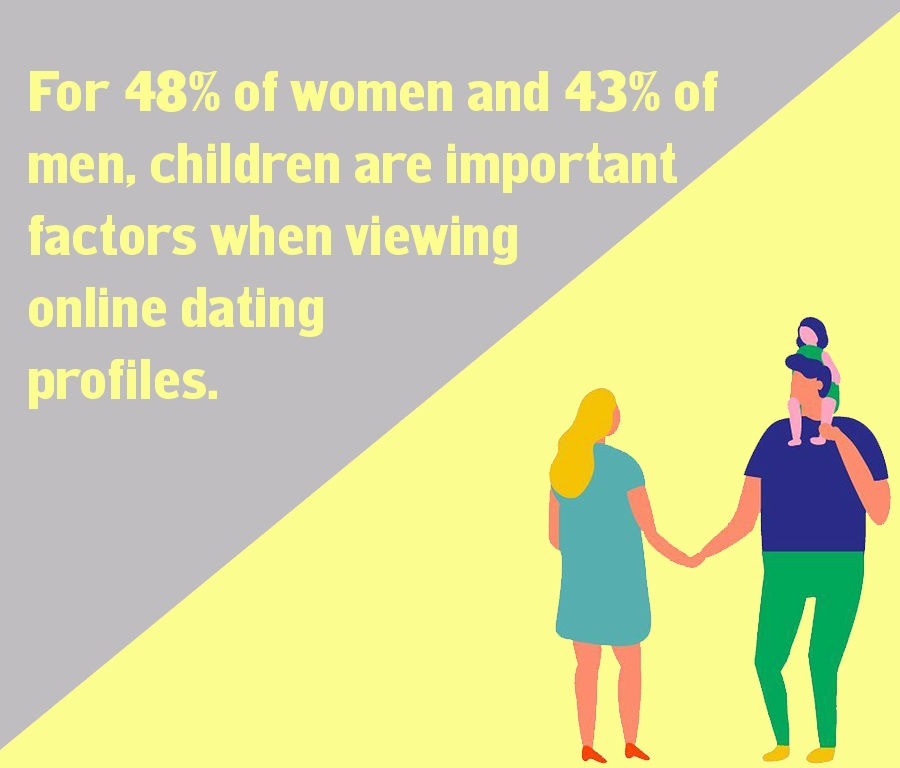 For 48% of women and 43% of
men, children are important
factors when viewing
online dating
profiles.